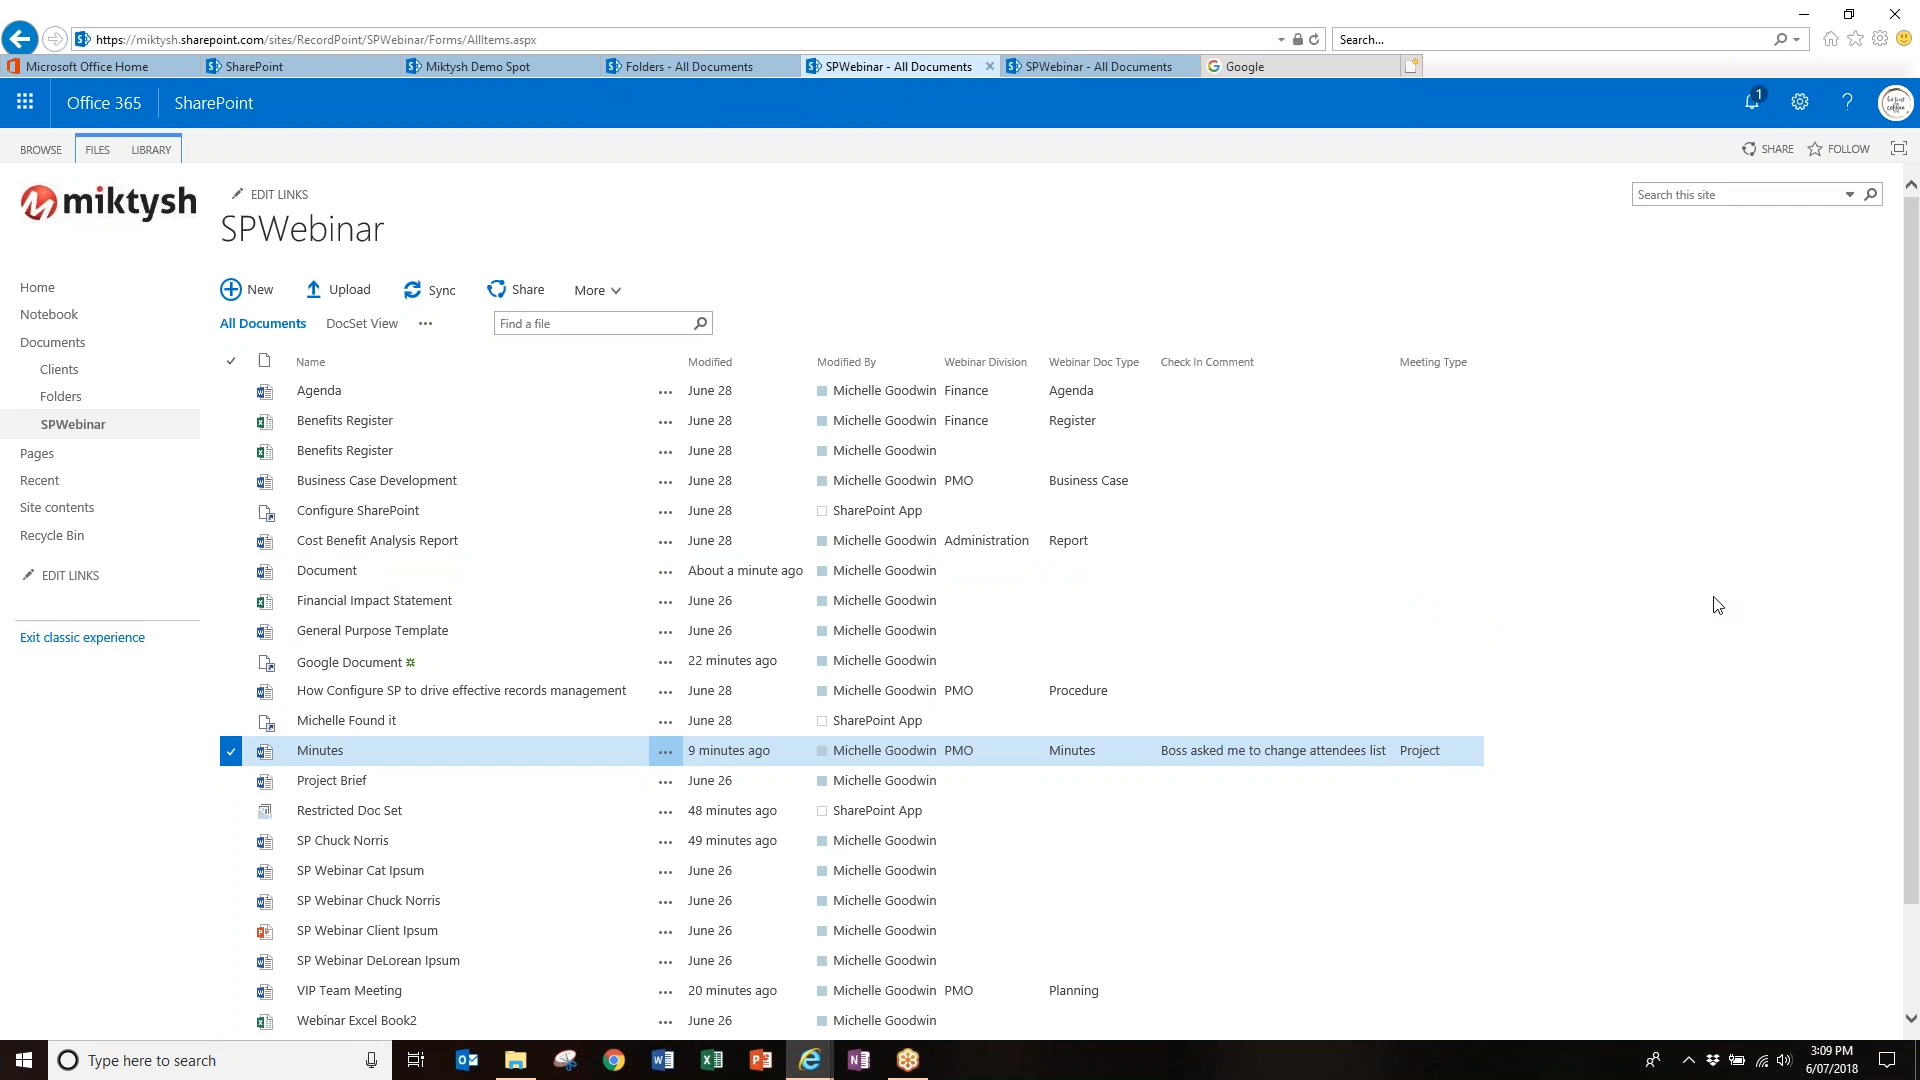 https://miktysh.sharepoint.com/sites/RecordPoint/SPWebinar/Forms/AllItems.aspx Search...
Microsoft Office Home SharePoint Miktysh Demo Spot Folders - All Documents SPWebinar - All Documents SPWebinar - All Documents Google
Office 365 SharePoint 1 ?
BROWSE FILES LIBRARY SHARE FOLLOW
miktysh
EDIT LINKS
Search this site
SPWebinar
Home
Notebook
Documents
Clients
Folders
SPWebinar
Pages
Recent
Site contents
Recycle Bin
EDIT LINKS
Exit classic experience
New Upload Sync Share More
All Documents DocSet View ... Find a file
Name Modified Modified By Webinar Division Webinar Doc Type Check In Comment Meeting Type
Agenda ... June 28 Michelle Goodwin Finance Agenda
Benefits Register ... June 28 Michelle Goodwin Finance Register
Benefits Register ... June 28 Michelle Goodwin
Business Case Development ... June 28 Michelle Goodwin PMO Business Case
Configure SharePoint ... June 28 SharePoint App
Cost Benefit Analysis Report ... June 28 Michelle Goodwin Administration Report
Document ... About a minute ago Michelle Goodwin
Financial Impact Statement ... June 26 Michelle Goodwin
General Purpose Template ... June 26 Michelle Goodwin
Google Document ... 22 minutes ago Michelle Goodwin
How Configure SP to drive effective records management ... June 28 Michelle Goodwin PMO Procedure
Michelle Found it ... June 28 SharePoint App
Minutes ... 9 minutes ago Michelle Goodwin PMO Minutes Boss asked me to change attendees list Project
Project Brief ... June 26 Michelle Goodwin
Restricted Doc Set ... 48 minutes ago SharePoint App
SP Chuck Norris ... 49 minutes ago Michelle Goodwin
SP Webinar Cat Ipsum ... June 26 Michelle Goodwin
SP Webinar Chuck Norris ... June 26 Michelle Goodwin
SP Webinar Client Ipsum ... June 26 Michelle Goodwin
SP Webinar DeLorean Ipsum ... June 26 Michelle Goodwin
VIP Team Meeting ... 20 minutes ago Michelle Goodwin PMO Planning
Webinar Excel Book2 ... June 26 Michelle Goodwin
Type here to search
3:09 PM
6/07/2018